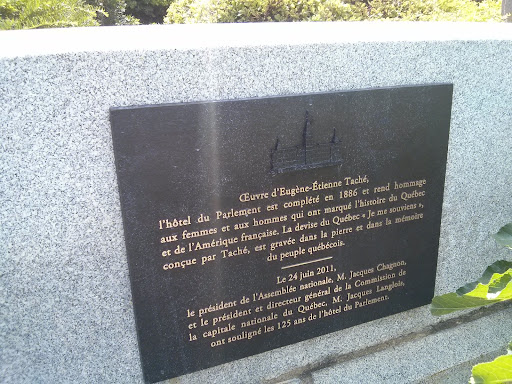 Œuvre d'Eugène-Étienne Taché,
l'hôtel du Parlement est complété en 1886 et rend hommage
aux femmes et aux hommes qui ont marqué l'histoire du Québec
et de l'Amérique française. La devise du Québec « Je me souviens »,
conçue par Taché, est gravée dans la pierre et dans la mémoire
du peuple québécois.
Le 24 juin 2011,
le président de l'Assemblée nationale, M. Jacques Chagnon,
et le président et directeur général de la Commission de
la capitale nationale du Québec, M. Jacques Langlois,
ont souligné les 125 ans de l'hôtel du Parlement.